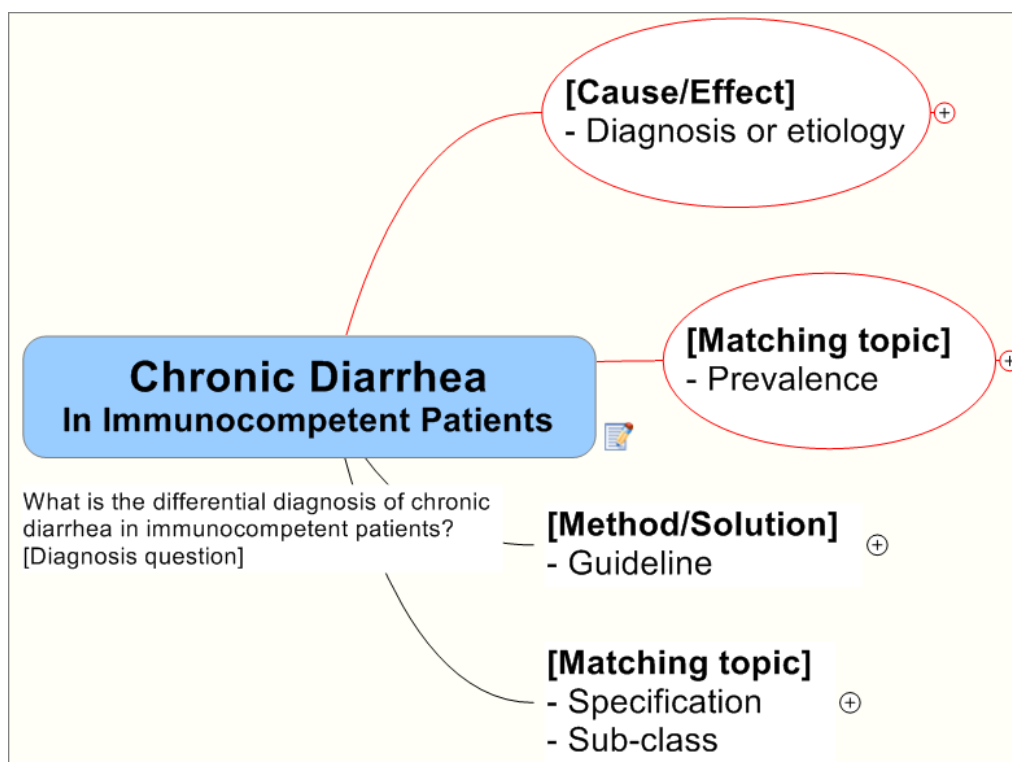 [Cause/Effect]
- Diagnosis or etiology
[Matching topic]
- Prevalence
Chronic Diarrhea
In Immunocompetent Patients
What is the differential diagnosis of chronic
diarrhea in immunocompetent patients?
[Diagnosis question]
[Method/Solution]
- Guideline
[Matching topic]
- Specification
- Sub-class